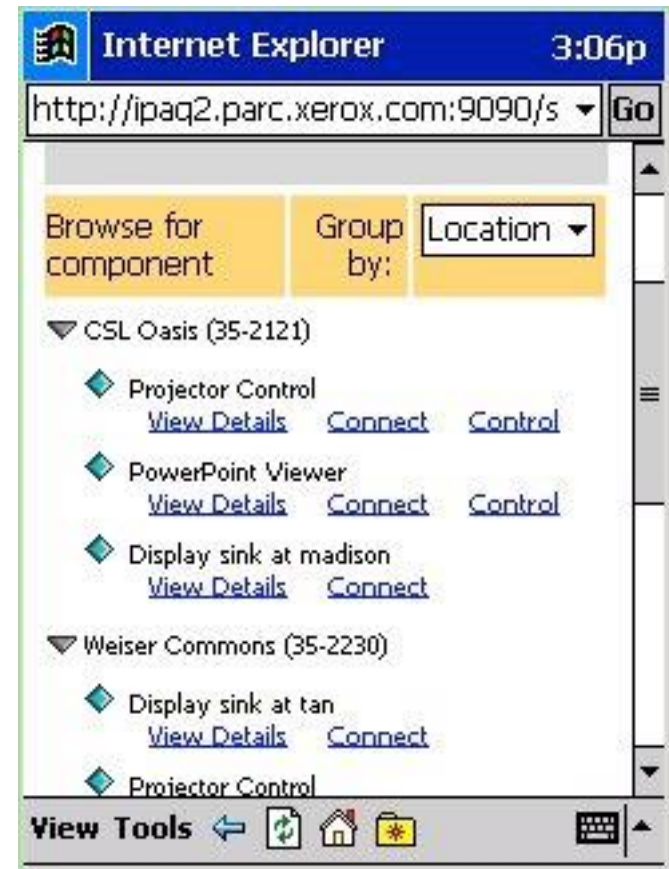 Internet Explorer 3:06p
http://ipaq2.parc.xerox.com:9090/s Go
Browse for component Group by: Location
CSL Oasis (35-2121)
Projector Control
View Details Connect Control
PowerPoint Viewer
View Details Connect Control
Display sink at madison
View Details Connect
Weiser Commons (35-2230)
Display sink at tan
View Details Connect
Projector Control
View Tools